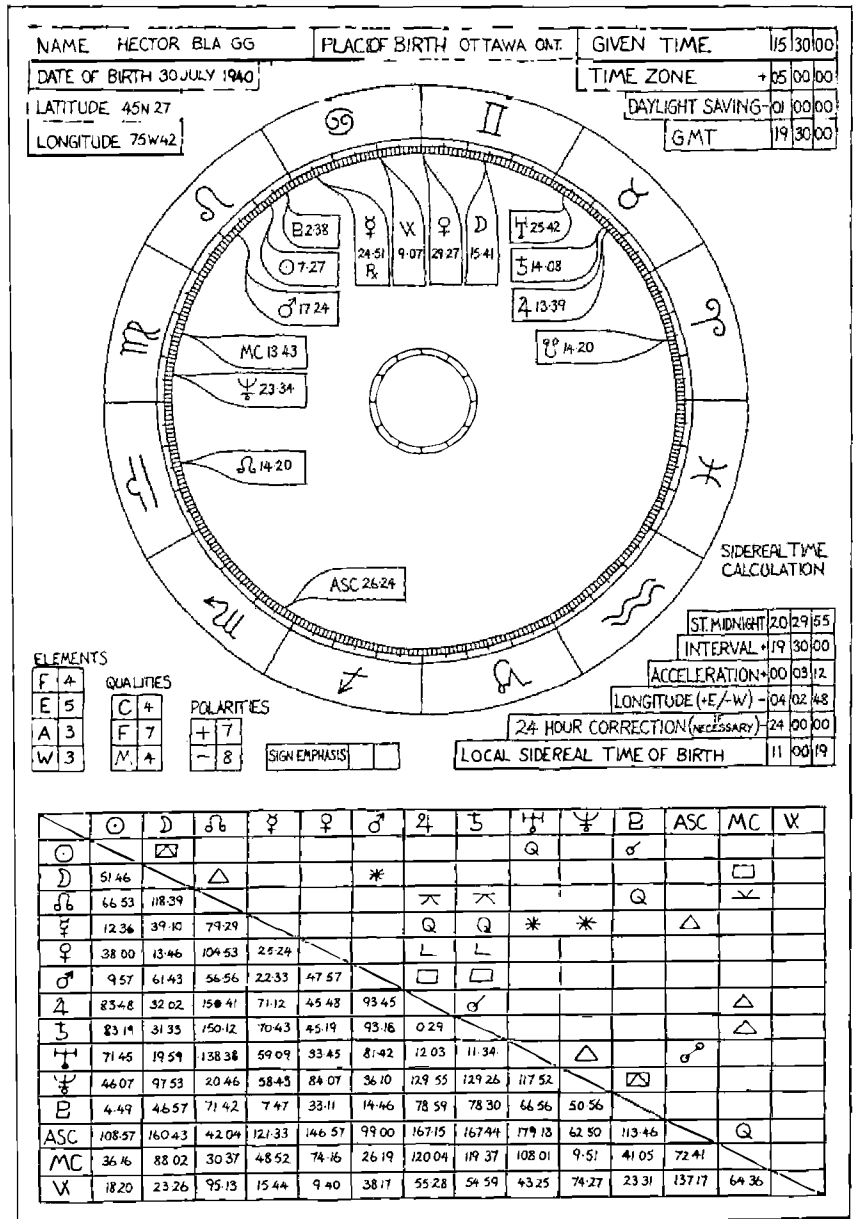 NAME HECTOR BLA GG
PLACE OF BIRTH OTTAWA ONT.
GIVEN TIME 15 30 00
DATE OF BIRTH 30 JULY 1940
TIME ZONE + 05 00 00
LATITUDE 45N 27
DAYLIGHT SAVING - 01 00 00
LONGITUDE 75W42
GMT 19 30 00
♋ ♊
♌ ♉
♇ 2.38
☿ 24.51 ℞
Vx 9.07
♀ 29.27
☽ 15.41
♅ 25.42
☉ 7.27
♄ 14.08
♂ 17.24
♃ 13.39
♍ ♈
MC 13 43
☋ 14.20
♆ 23.34
☊ 14 20
♎ ♓
ASC 26.24
♏ ♒
♐ ♑
SIDEREAL TIME
CALCULATION
ST. MIDNIGHT 20 29 55
INTERVAL + 19 30 00
ACCELERATION + 00 03 12
LONGITUDE (+E/-W) - 04 02 48
24 HOUR CORRECTION (IF NECESSARY) - 24 00 00
LOCAL SIDEREAL TIME OF BIRTH 11 00 19
ELEMENTS
F 4
E 5
A 3
W 3
QUALITIES
C 4
F 7
M 4
POLARITIES
+ 7
- 8
SIGN EMPHASIS
☉ ☽ ☊ ☿ ♀ ♂ ♃ ♄ ♅ ♆ ♇ ASC MC Vx
☉ Q ☌
☽ 51.46 △ ⚹ □
☊ 66 53 118.39 ⚻ ⚻ Q ⚺
☿ 12 36 39.10 79.29 Q Q ⚹ ⚹ △
♀ 38 00 13.46 104 53 25.24 ∠ ∠
♂ 9 57 61 43 56.56 22.33 47 57 □ □
♃ 83.48 32 02 150 41 71.12 45 48 93 45 ☌ △
♄ 83 19 31 33 150.12 70.43 45.19 93.16 0 29 △
♅ 71 45 19 59 138 38 59 09 33.45 81.42 12 03 11.34 △ ☍
♆ 46 07 97 53 20 46 58.43 84 07 36 10 129 55 129 26 117 52
♇ 4.49 46 57 71 42 7 47 33.11 14.46 78 59 78 30 66 56 50.56
ASC 108.57 160 43 42 04 121.33 146 57 99 00 167.15 167 44 179 18 62 50 113.46 Q
MC 36 16 88 02 30 37 48 52 74.16 26 19 120 04 119 37 108 01 9.51 41 05 72 41
Vx 18 20 23.26 95.13 15 44 9 40 38 17 55 28 54 59 43 25 74.27 23 31 137 17 64 36